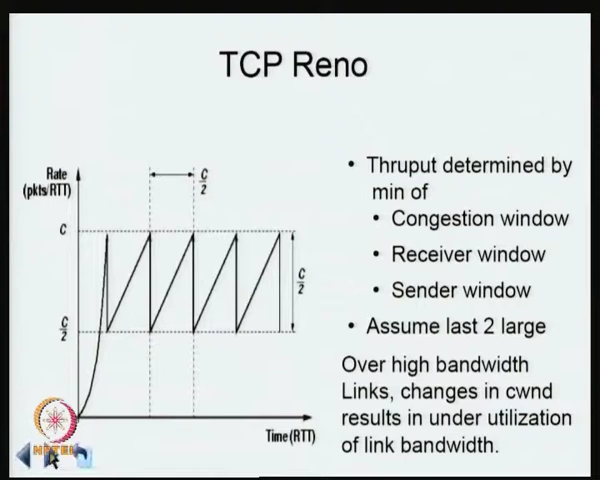 TCP Reno
Rate
(pkts/RTT)
C
C/2
C/2
C/2
Time (RTT)
• Thruput determined by
min of
• Congestion window
• Receiver window
• Sender window
• Assume last 2 large
Over high bandwidth
Links, changes in cwnd
results in under utilization
of link bandwidth.
NPTEL